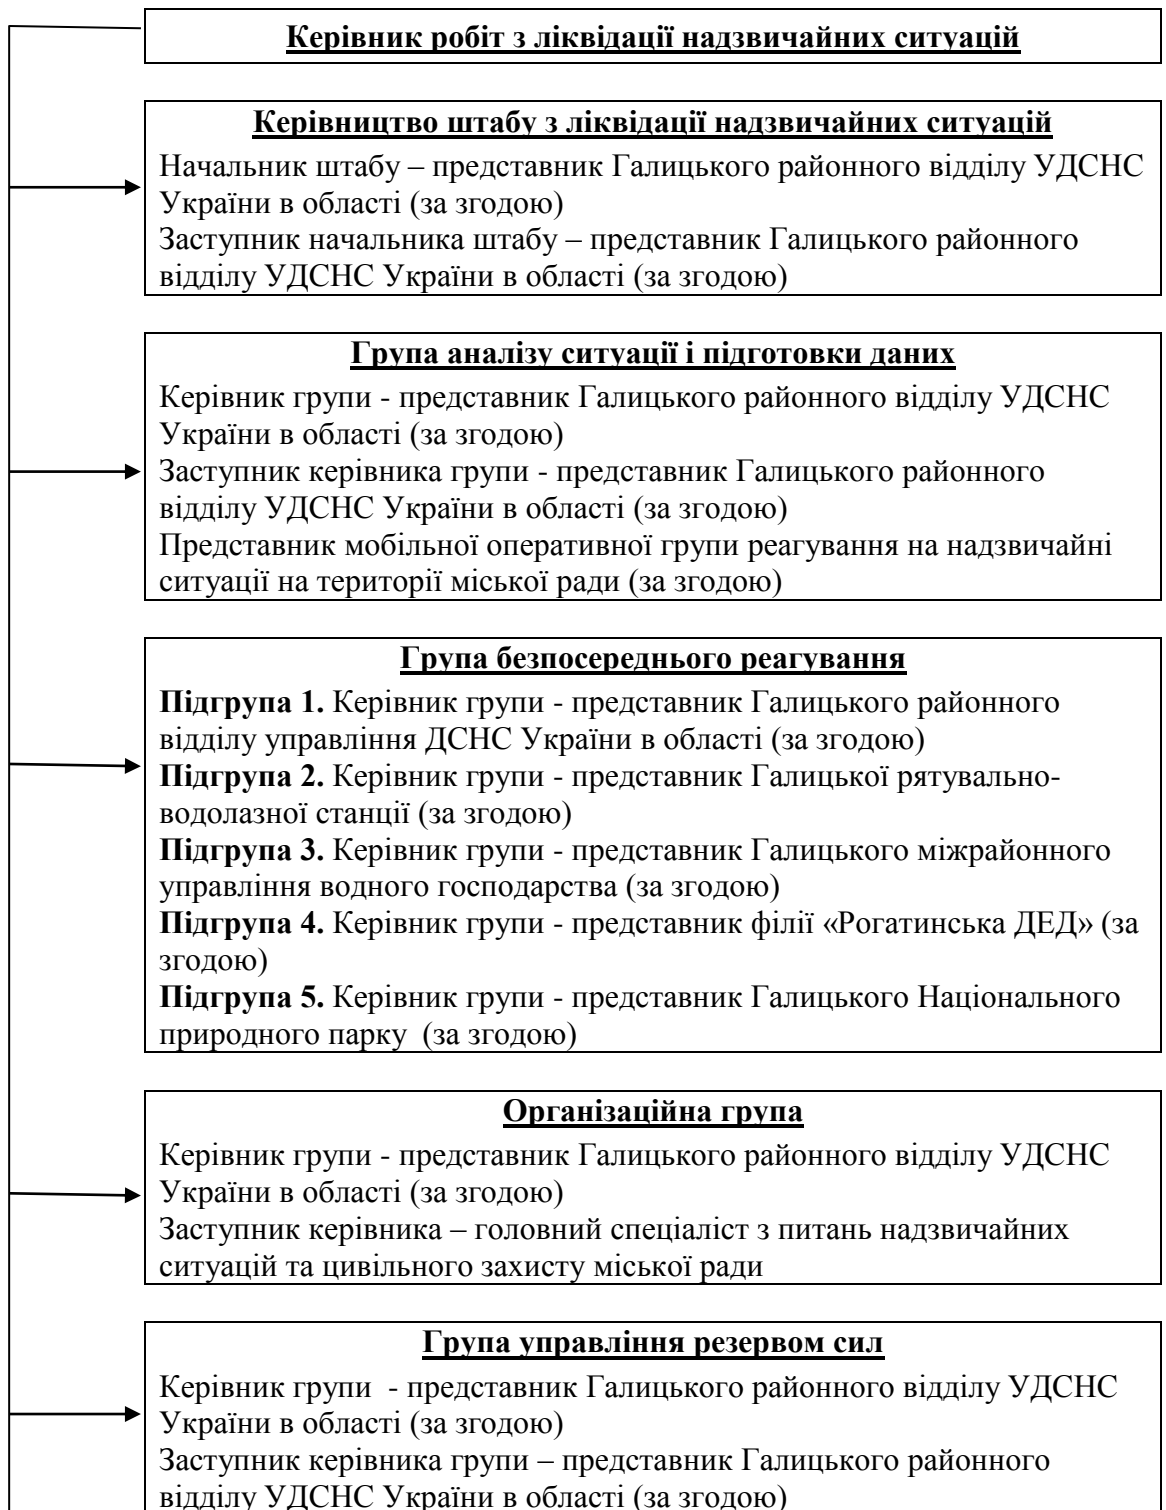 Керівник робіт з ліквідації надзвичайних ситуацій
Керівництво штабу з ліквідації надзвичайних ситуацій
Начальник штабу – представник Галицького районного відділу УДСНС
України в області (за згодою)
Заступник начальника штабу – представник Галицького районного
відділу УДСНС України в області (за згодою)
Група аналізу ситуації і підготовки даних
Керівник групи - представник Галицького районного відділу УДСНС
України в області (за згодою)
Заступник керівника групи - представник Галицького районного
відділу УДСНС України в області (за згодою)
Представник мобільної оперативної групи реагування на надзвичайні
ситуації на території міської ради (за згодою)
Група безпосереднього реагування
Підгрупа 1. Керівник групи - представник Галицького районного
відділу управління ДСНС України в області (за згодою)
Підгрупа 2. Керівник групи - представник Галицької рятувально-
водолазної станції (за згодою)
Підгрупа 3. Керівник групи - представник Галицького міжрайонного
управління водного господарства (за згодою)
Підгрупа 4. Керівник групи - представник філії «Рогатинська ДЕД» (за
згодою)
Підгрупа 5. Керівник групи - представник Галицького Національного
природного парку (за згодою)
Організаційна група
Керівник групи - представник Галицького районного відділу УДСНС
України в області (за згодою)
Заступник керівника – головний спеціаліст з питань надзвичайних
ситуацій та цивільного захисту міської ради
Група управління резервом сил
Керівник групи - представник Галицького районного відділу УДСНС
України в області (за згодою)
Заступник керівника групи – представник Галицького районного
відділу УДСНС України в області (за згодою)